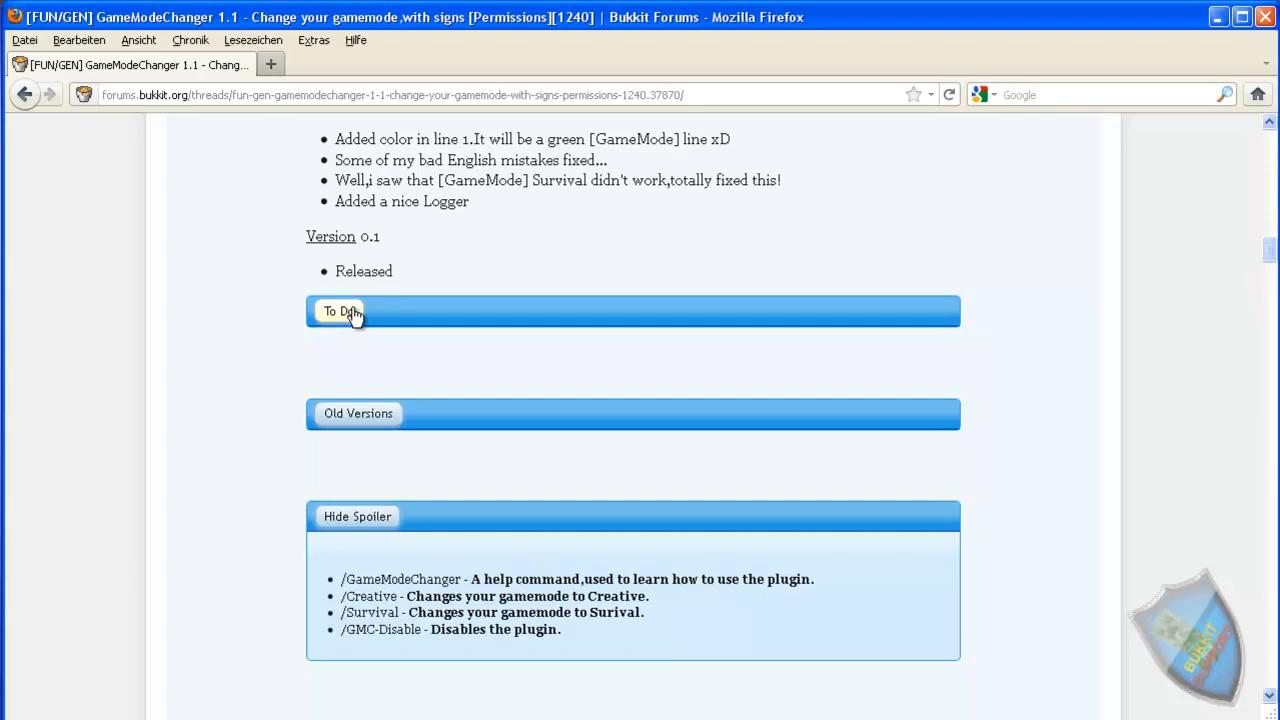 [FUN/GEN] GameModeChanger 1.1 - Change your gamemode,with signs [Permissions][1240] | Bukkit Forums - Mozilla Firefox
Datei Bearbeiten Ansicht Chronik Lesezeichen Extras Hilfe
[FUN/GEN] GameModeChanger 1.1 - Chang...
forums.bukkit.org/threads/fun-gen-gamemodechanger-1-1-change-your-gamemode-with-signs-permissions-1240.37870/
Google
Added color in line 1.It will be a green [GameMode] line xD
Some of my bad English mistakes fixed...
Well,i saw that [GameMode] Survival didn't work,totally fixed this!
Added a nice Logger
Version 0.1
Released
To Do
Old Versions
Hide Spoiler
/GameModeChanger - A help command,used to learn how to use the plugin.
/Creative - Changes your gamemode to Creative.
/Survival - Changes your gamemode to Surival.
/GMC-Disable - Disables the plugin.
BUKKIT